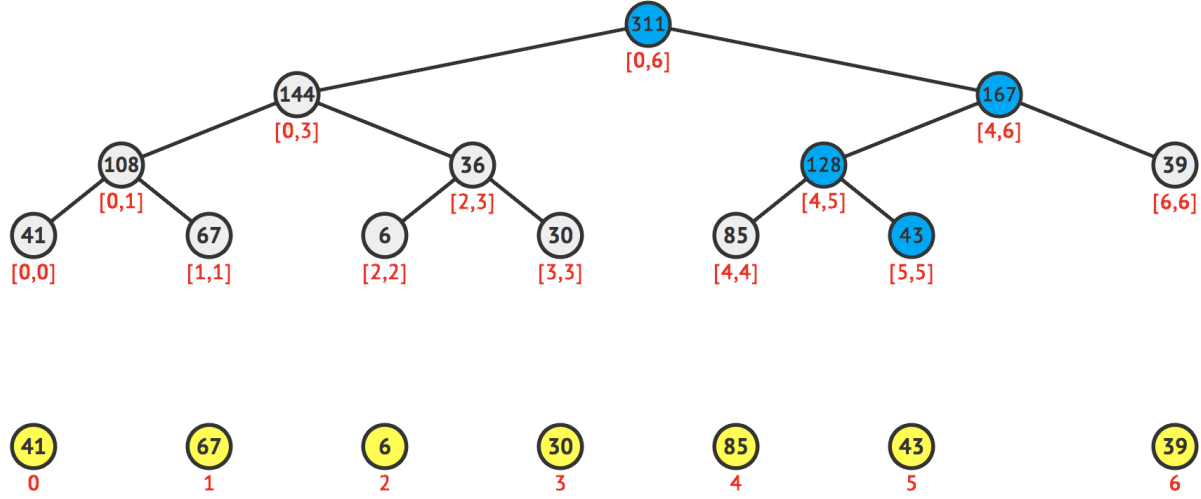 311
[0,6]
144 167
[0,3] [4,6]
108 36 128 39
[0,1] [2,3] [4,5] [6,6]
41 67 6 30 85 43
[0,0] [1,1] [2,2] [3,3] [4,4] [5,5]
41 67 6 30 85 43 39
0 1 2 3 4 5 6